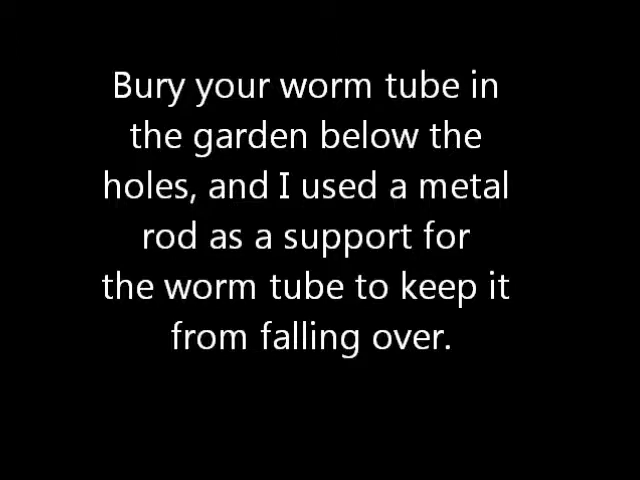 Bury your worm tube in
the garden below the
holes, and I used a metal
rod as a support for
the worm tube to keep it
from falling over.